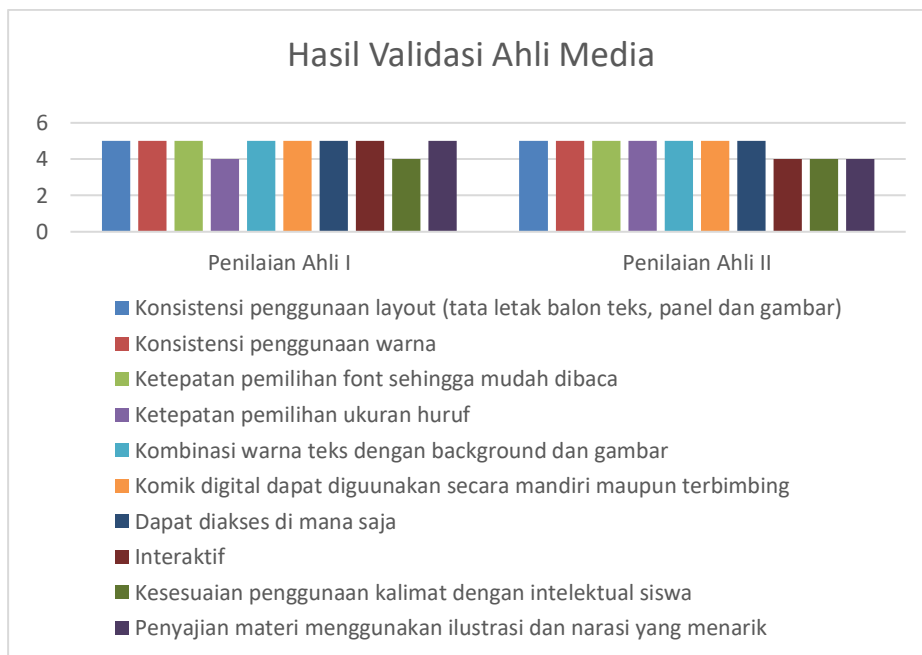 Hasil Validasi Ahli Media
6
4
2
0
Penilaian Ahli I
Penilaian Ahli II
Konsistensi penggunaan layout (tata letak balon teks, panel dan gambar)
Konsistensi penggunaan warna
Ketepatan pemilihan font sehingga mudah dibaca
Ketepatan pemilihan ukuran huruf
Kombinasi warna teks dengan background dan gambar
Komik digital dapat diguunakan secara mandiri maupun terbimbing
Dapat diakses di mana saja
Interaktif
Kesesuaian penggunaan kalimat dengan intelektual siswa
Penyajian materi menggunakan ilustrasi dan narasi yang menarik